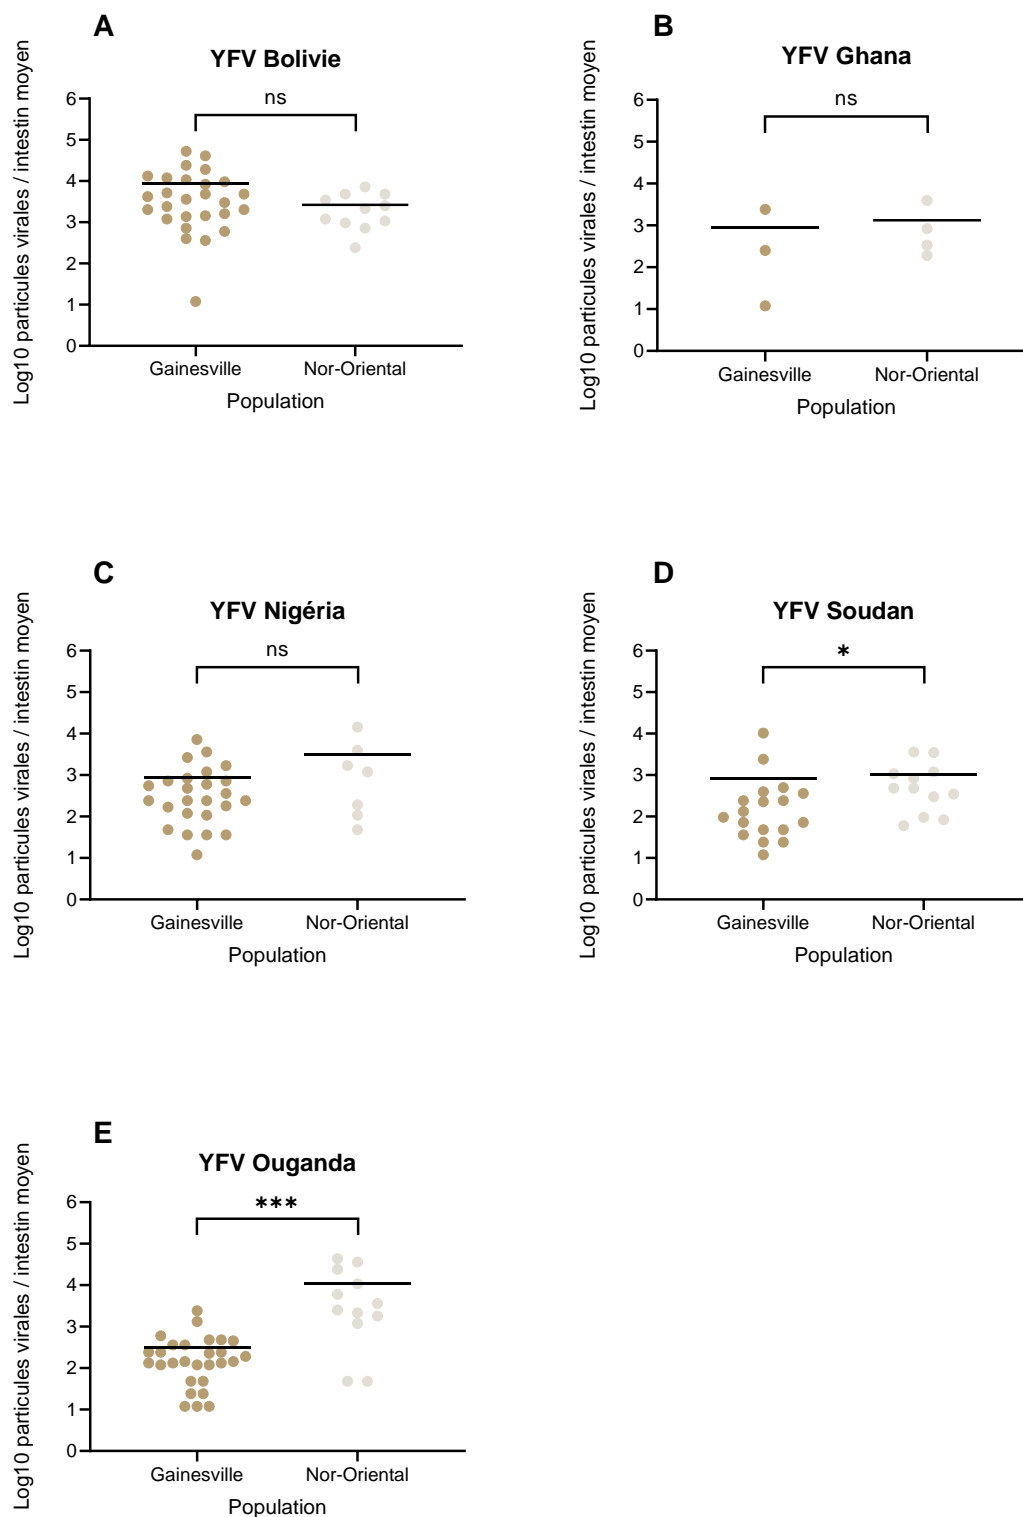 A
YFV Bolivie
ns
Log10 particules virales / intestin moyen
6
5
4
3
2
1
0
Gainesville
Nor-Oriental
Population
B
YFV Ghana
ns
Log10 particules virales / intestin moyen
6
5
4
3
2
1
0
Gainesville
Nor-Oriental
Population
C
YFV Nigéria
ns
Log10 particules virales / intestin moyen
6
5
4
3
2
1
0
Gainesville
Nor-Oriental
Population
D
YFV Soudan
*
Log10 particules virales / intestin moyen
6
5
4
3
2
1
0
Gainesville
Nor-Oriental
Population
E
YFV Ouganda
***
Log10 particules virales / intestin moyen
6
5
4
3
2
1
0
Gainesville
Nor-Oriental
Population